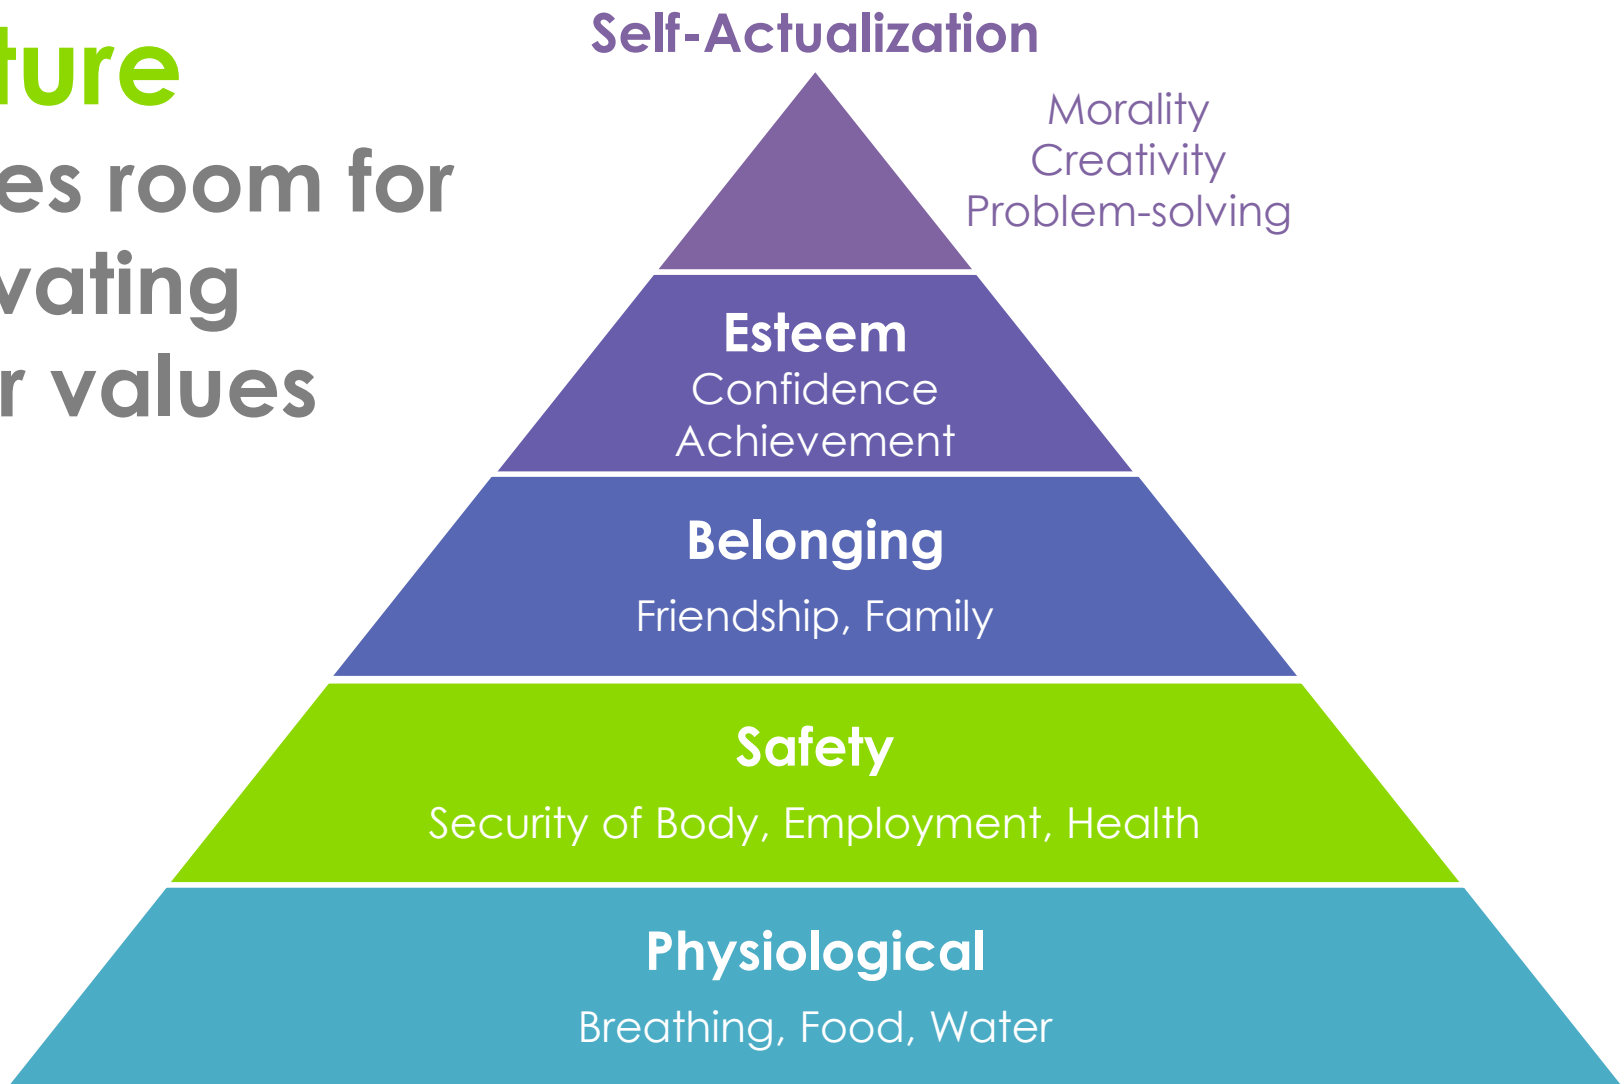 ture
es room for
vating
r values
Self-Actualization
Morality
Creativity
Problem-solving
Esteem
Confidence
Achievement
Belonging
Friendship, Family
Safety
Security of Body, Employment, Health
Physiological
Breathing, Food, Water